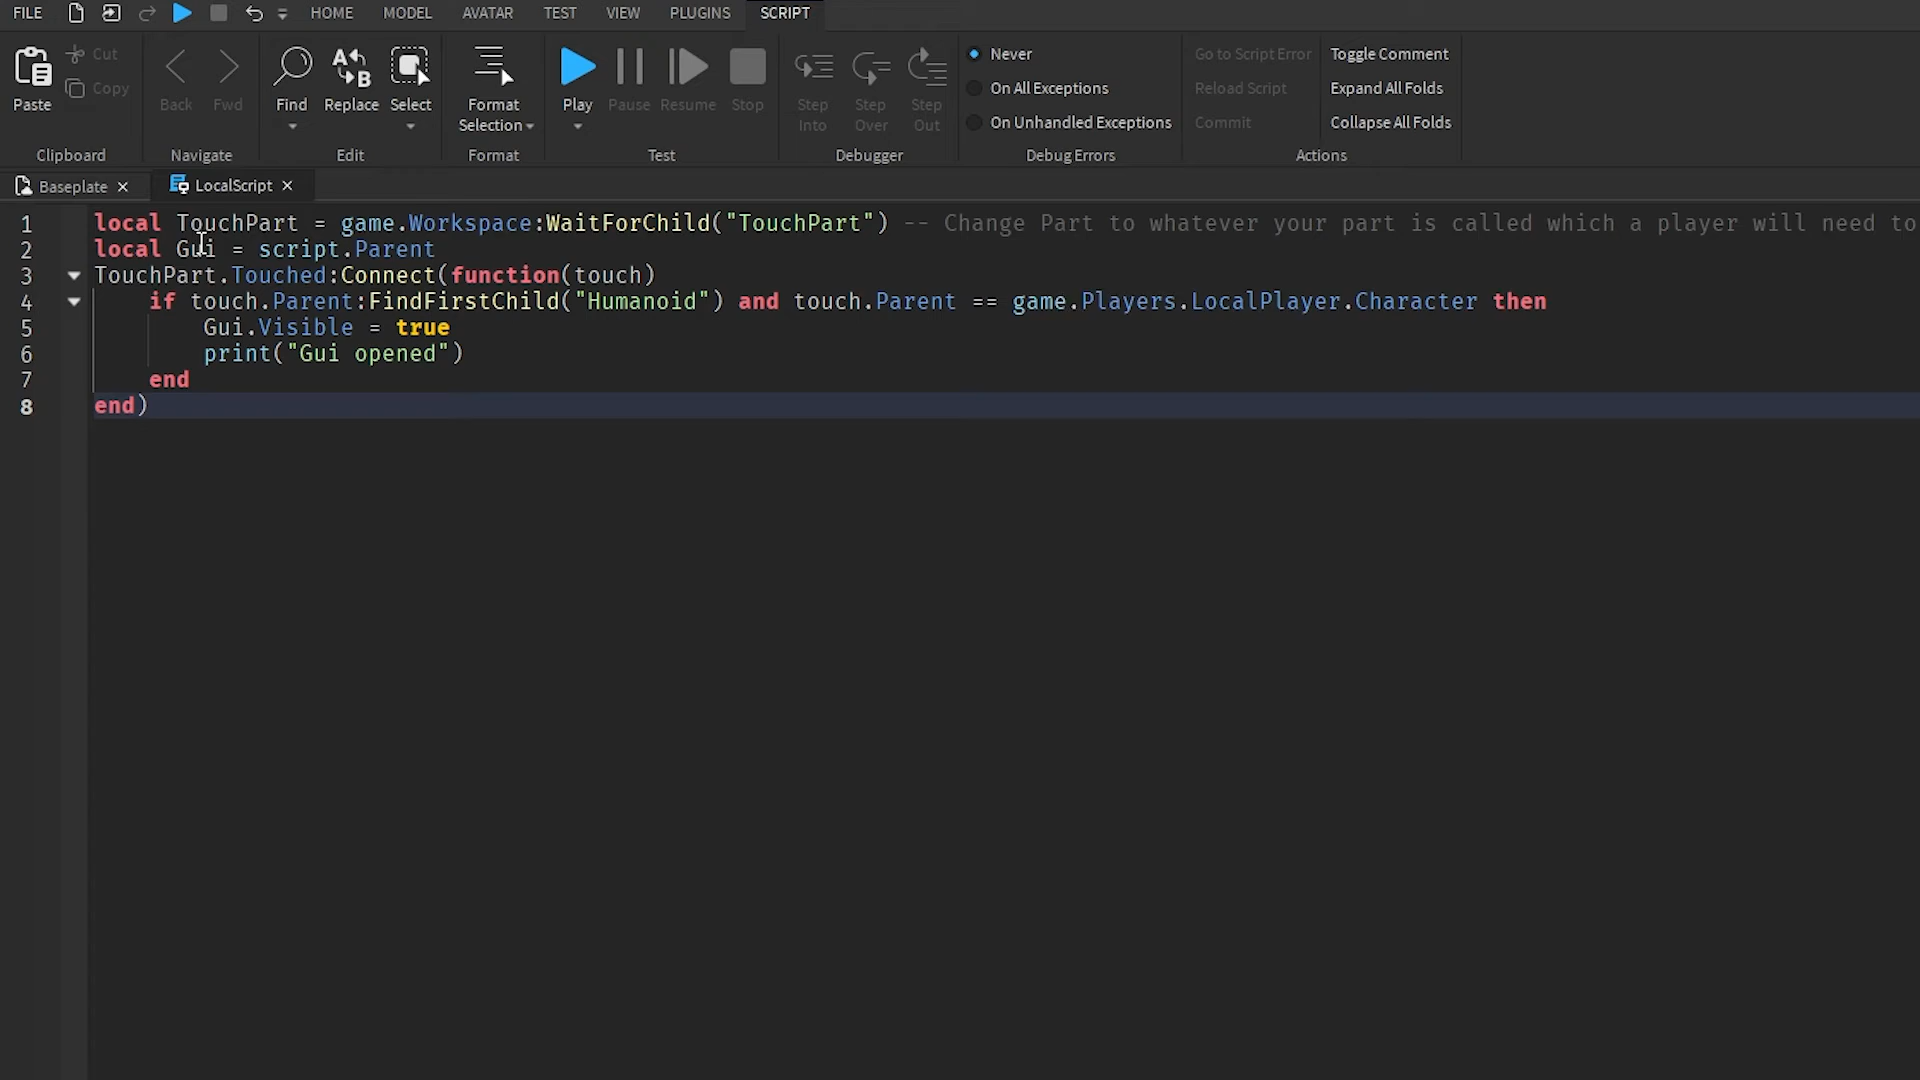 FILE HOME MODEL AVATAR TEST VIEW PLUGINS SCRIPT
Paste Cut Copy
Clipboard
Back Fwd
Navigate
Find Replace Select
Edit
Format Selection
Format
Play Pause Resume Stop
Test
Step Into Step Over Step Out
Debugger
Never
On All Exceptions
On Unhandled Exceptions
Debug Errors
Go to Script Error Toggle Comment
Reload Script Expand All Folds
Commit Collapse All Folds
Actions
Baseplate LocalScript
1 local TouchPart = game.Workspace:WaitForChild("TouchPart") -- Change Part to whatever your part is called which a player will need to
2 local Gui = script.Parent
3 TouchPart.Touched:Connect(function(touch)
4 if touch.Parent:FindFirstChild("Humanoid") and touch.Parent == game.Players.LocalPlayer.Character then
5 Gui.Visible = true
6 print("Gui opened")
7 end
8 end)